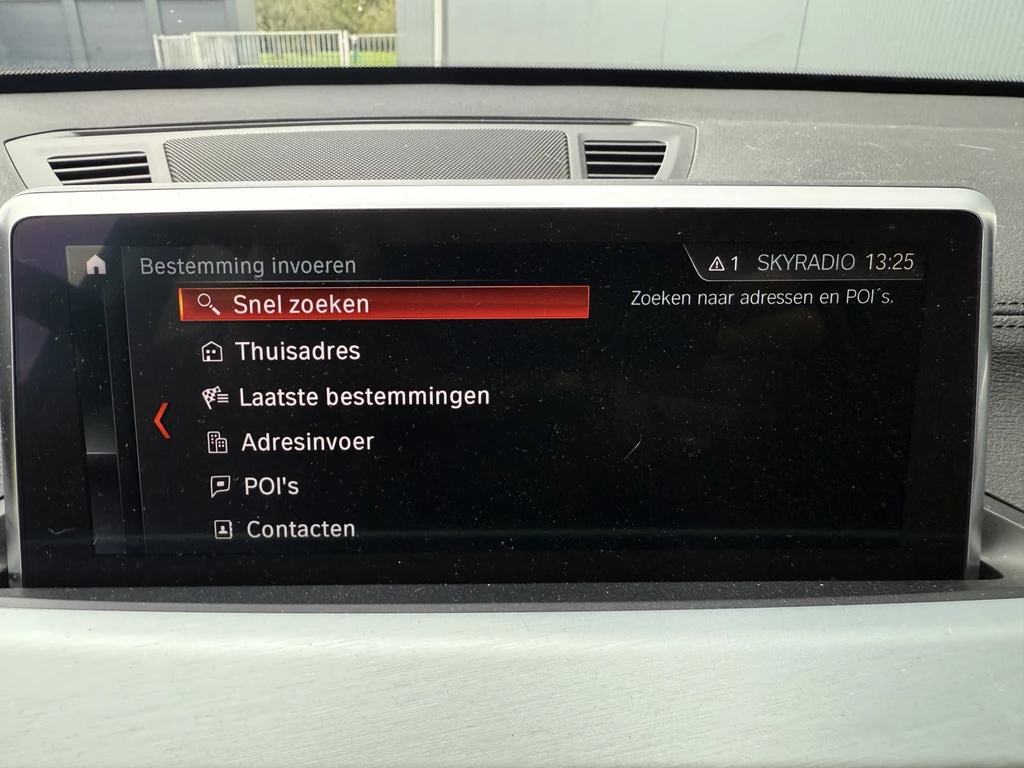 Bestemming invoeren
1 SKYRADIO 13:25
Snel zoeken
Zoeken naar adressen en POI´s.
Thuisadres
Laatste bestemmingen
Adresinvoer
POI's
Contacten